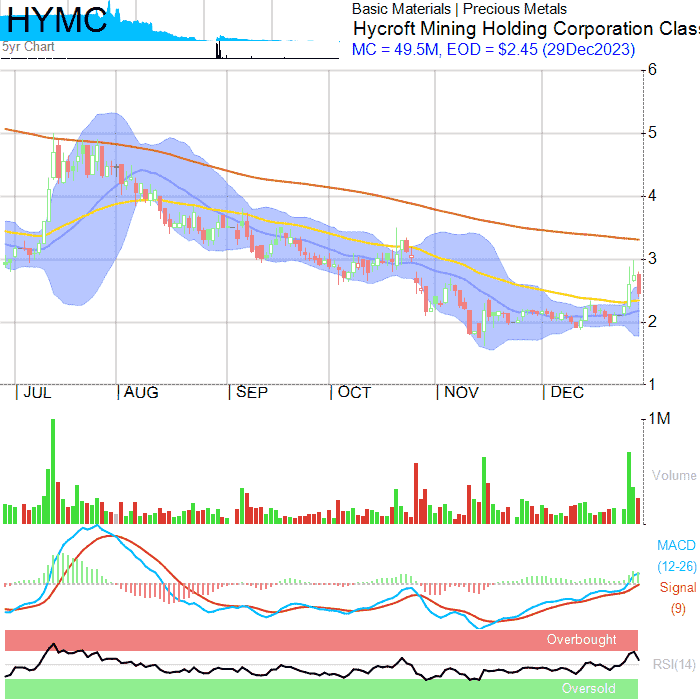 HYMC
Basic Materials | Precious Metals
Hycroft Mining Holding Corporation Clas
MC = 49.5M, EOD = $2.45 (29Dec2023)
5yr Chart
6
5
4
3
2
1
JUL AUG SEP OCT NOV DEC
1M
Volume
MACD
(12-26)
Signal
(9)
Overbought
RSI(14)
Oversold